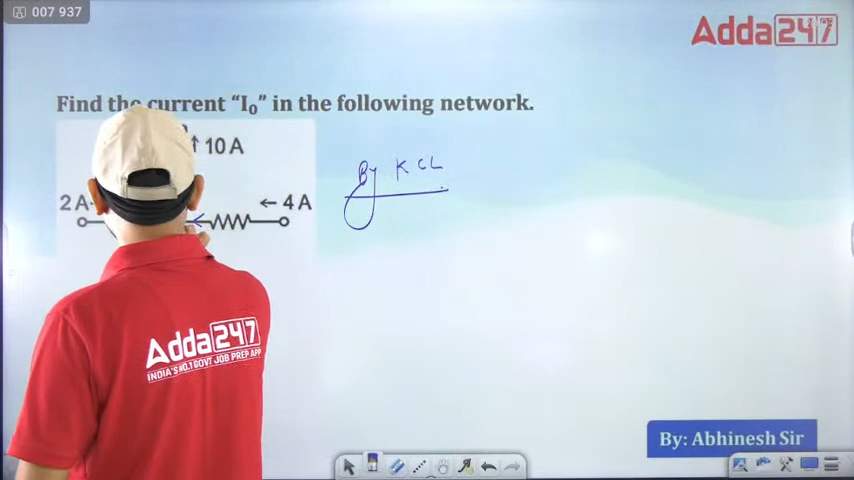 007 937
Adda247
Find the current “I₀” in the following network.
10 A
By KCL
2 A
← 4 A
Adda247
INDIA'S NO.1 GOVT JOB PREP APP
By: Abhinesh Sir